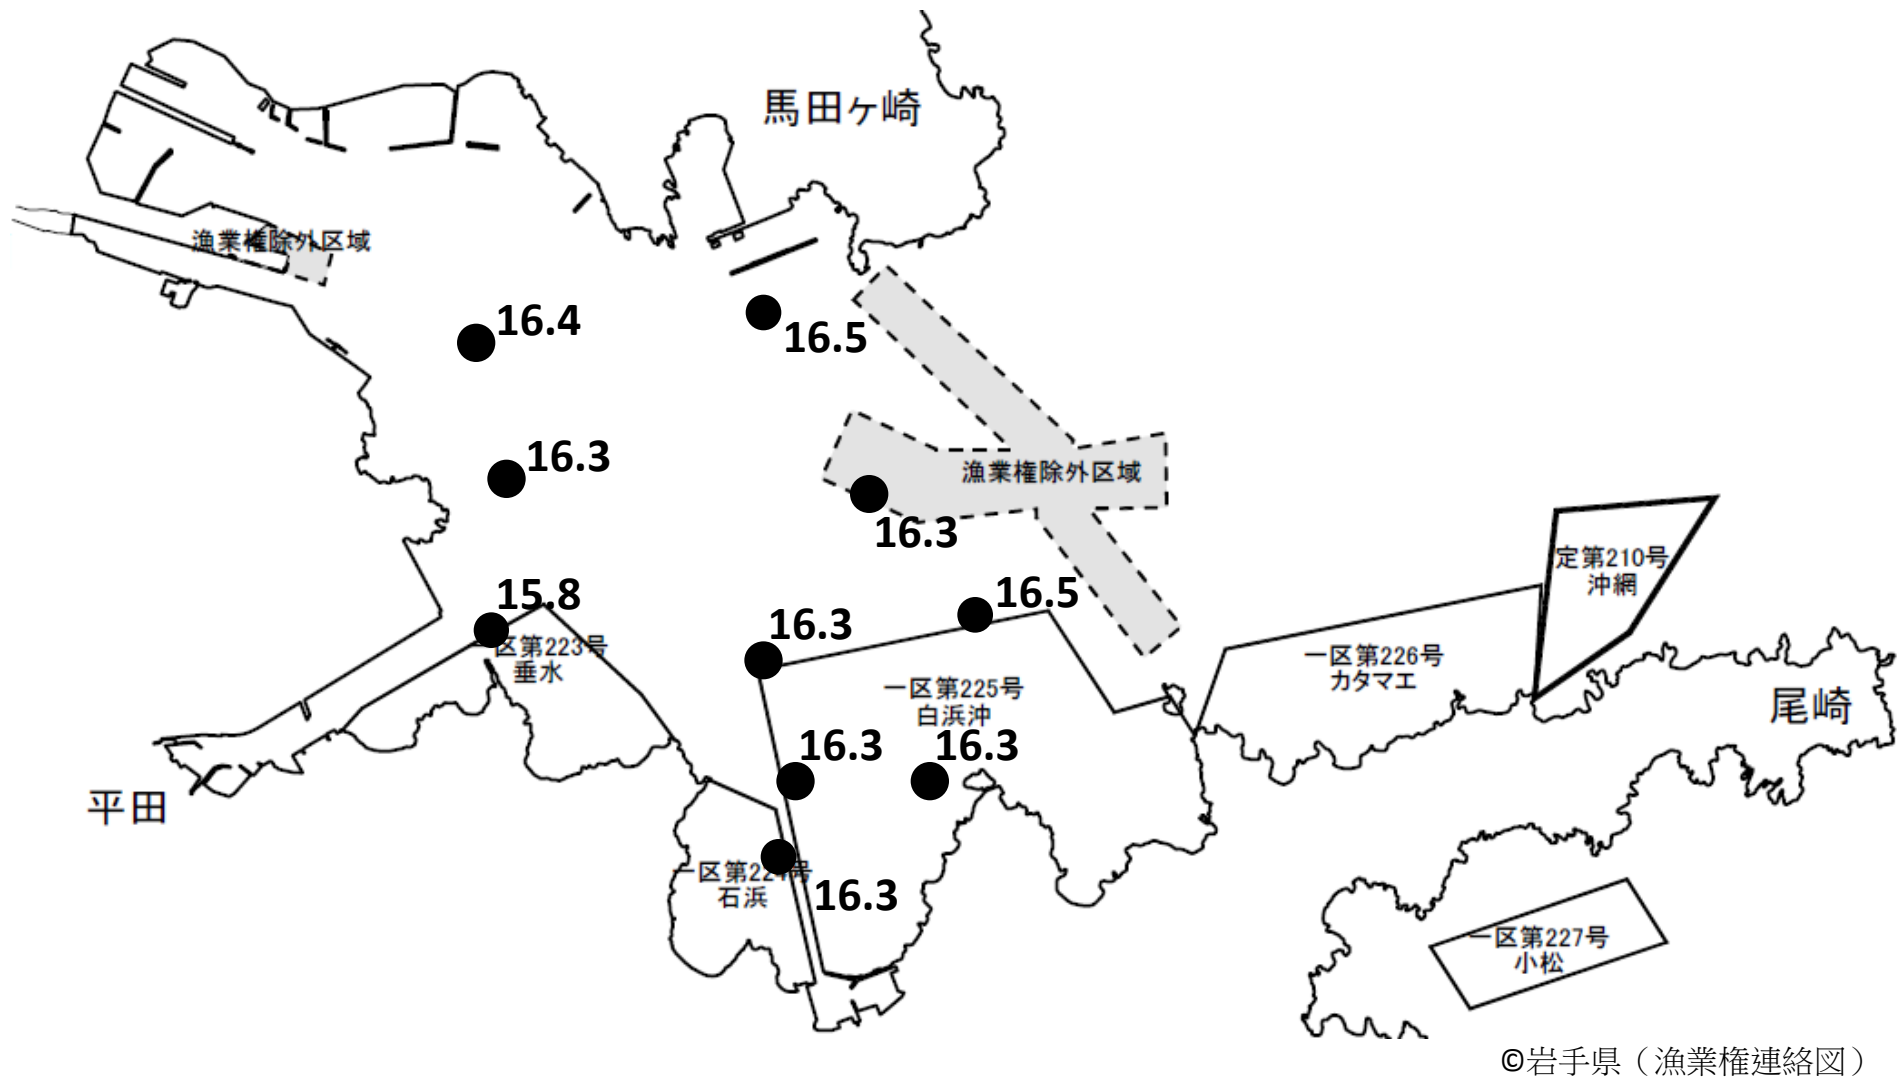 馬田ヶ崎
漁業権除外区域
16.4
16.5
16.3
漁業権除外区域
16.3
定第210号
沖網
15.8
16.5
16.3
一区第223号
垂水
一区第226号
カタマエ
一区第225号
白浜沖
尾崎
16.3
16.3
平田
一区第224号
石浜
16.3
一区第227号
小松
©岩手県（漁業権連絡図）